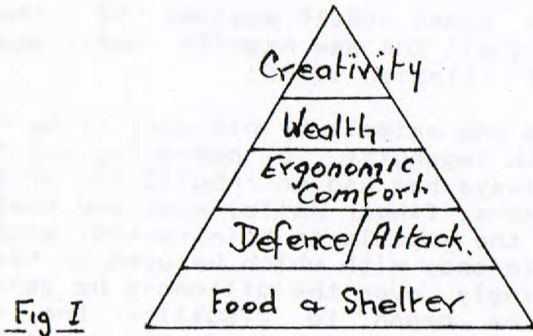 Creativity
Wealth
Ergonomic
Comfort
Defence/Attack
Food & Shelter
Fig I